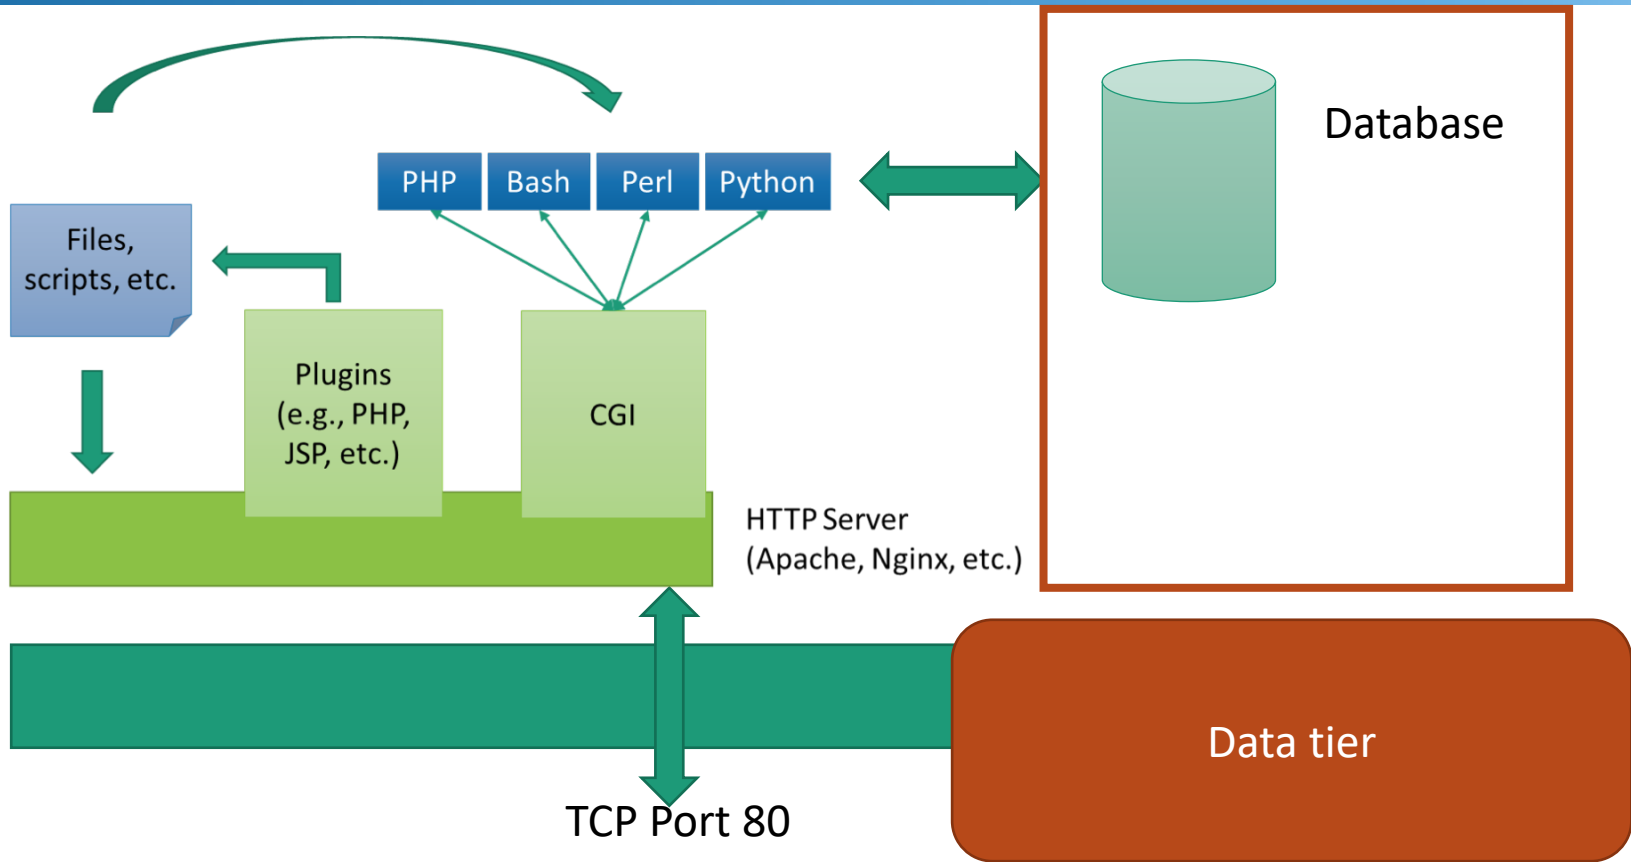 Database
PHP
Bash
Perl
Python
Files,
scripts, etc.
Plugins
(e.g., PHP,
JSP, etc.)
CGI
HTTP Server
(Apache, Nginx, etc.)
Data tier
TCP Port 80